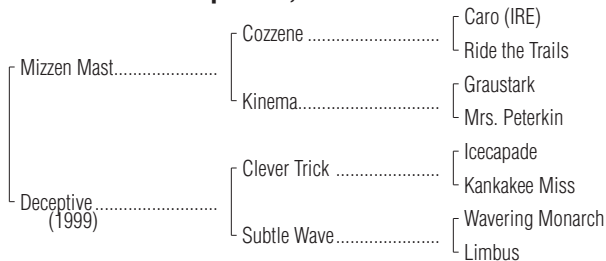 Caro (IRE)
Cozzene ............................
Ride the Trails
Mizzen Mast......................
Graustark
Kinema..............................
Mrs. Peterkin
Icecapade
Clever Trick ......................
Kankakee Miss
Deceptive ..........................
(1999)
Wavering Monarch
Subtle Wave......................
Limbus